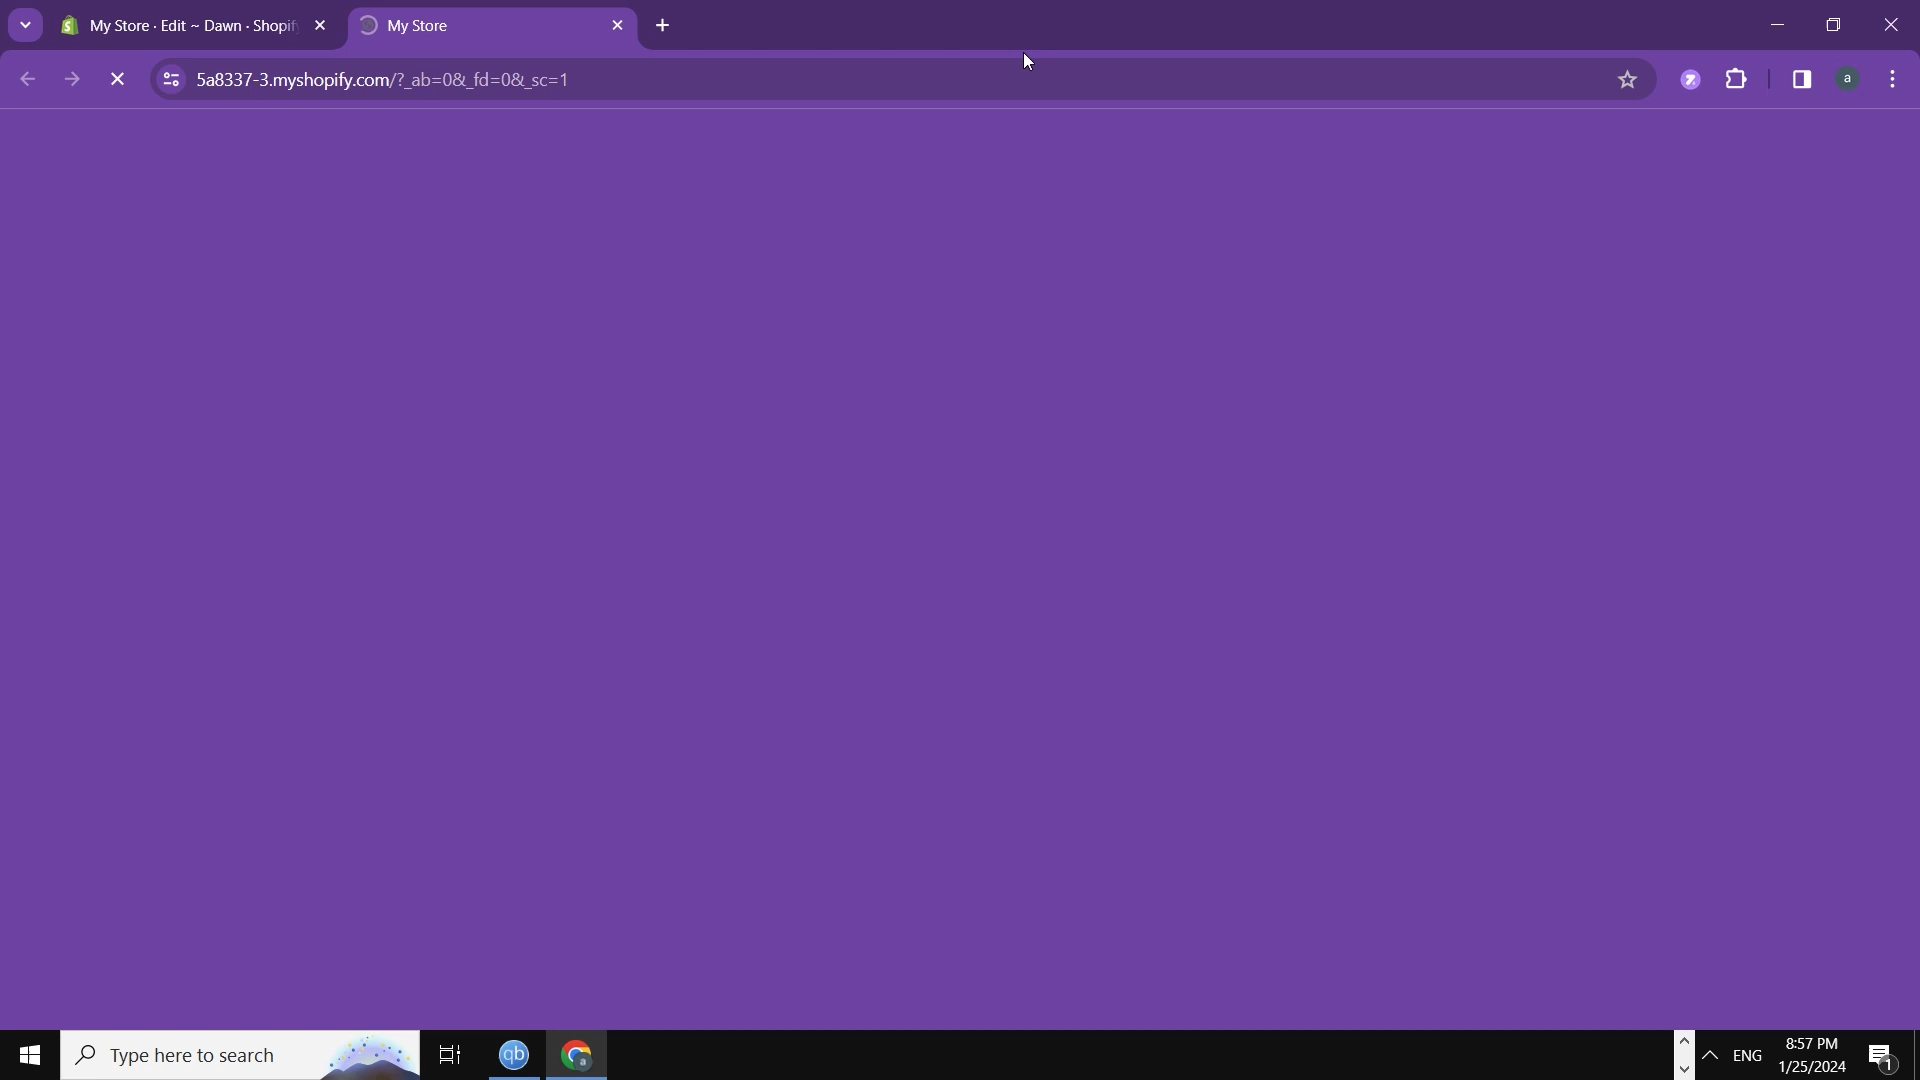 My Store · Edit ~ Dawn · Shopif
My Store
5a8337-3.myshopify.com/?_ab=0&_fd=0&_sc=1
a
Type here to search
qb
a
ENG
8:57 PM
1/25/2024
1